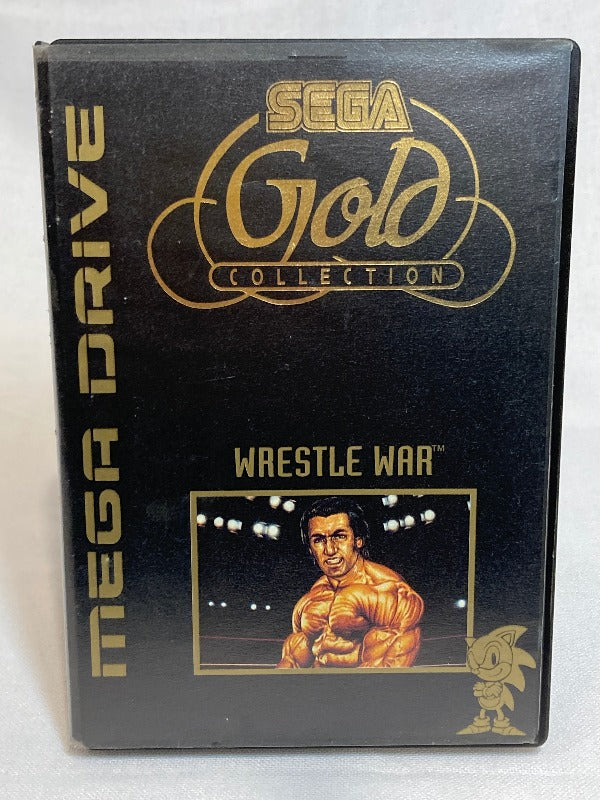 SEGA
Gold
COLLECTION
MEGA DRIVE
WRESTLE WAR™